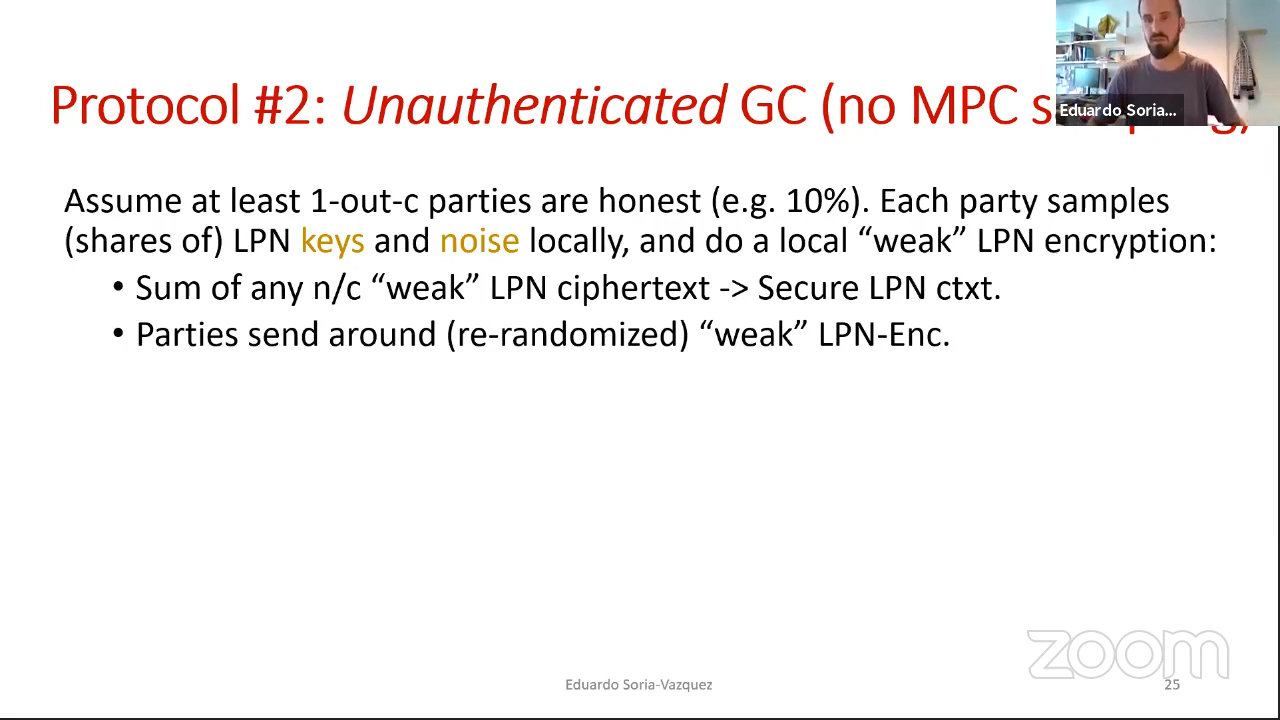 Protocol #2: Unauthenticated GC (no MPC
Eduardo Soria...
Assume at least 1-out-c parties are honest (e.g. 10%). Each party samples
(shares of) LPN keys and noise locally, and do a local “weak” LPN encryption:
• Sum of any n/c “weak” LPN ciphertext -> Secure LPN ctxt.
• Parties send around (re-randomized) “weak” LPN-Enc.
zoom
Eduardo Soria-Vazquez
25